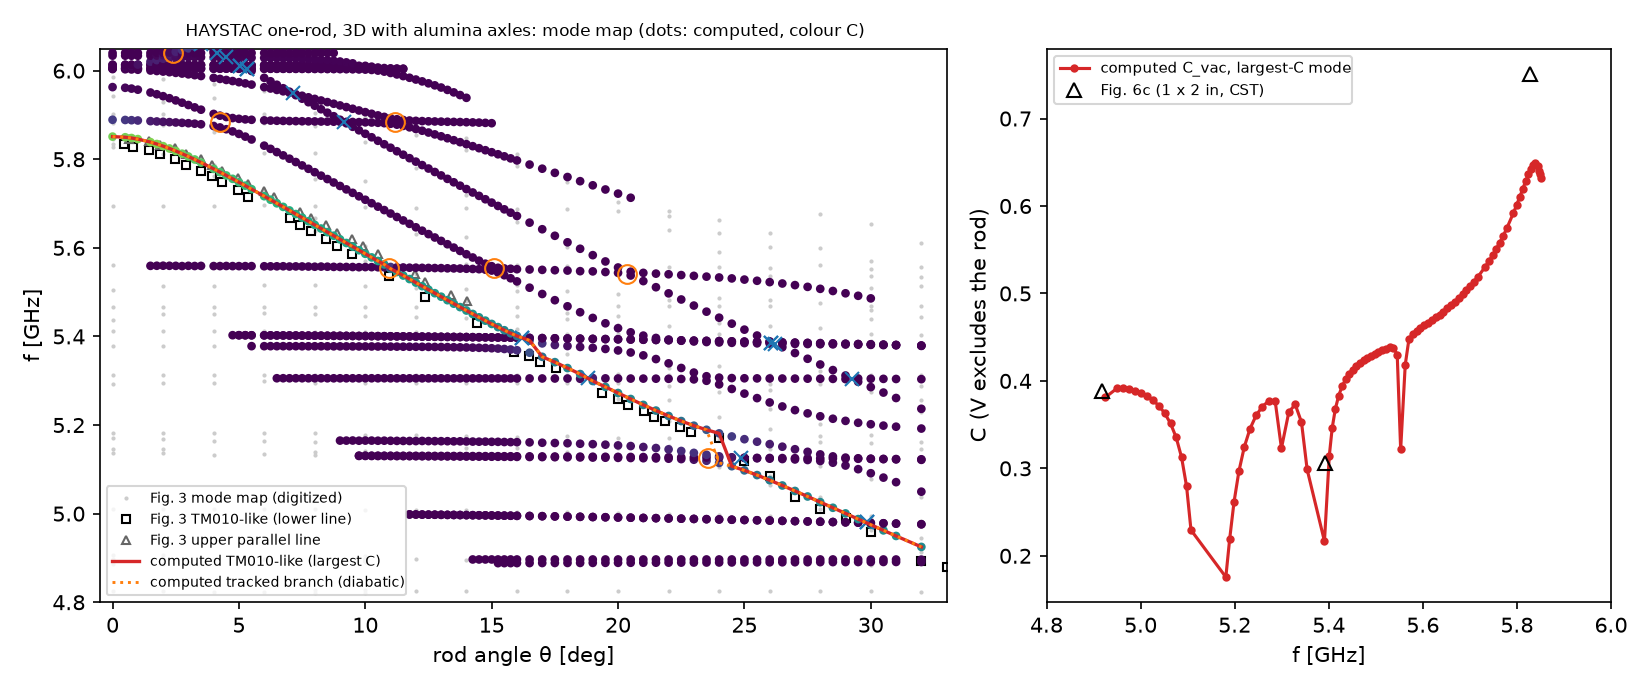 HAYSTAC one-rod, 3D with alumina axles: mode map (dots: computed, colour C)
f [GHz]
6.0
5.8
5.6
5.4
5.2
5.0
4.8
Fig. 3 mode map (digitized)
Fig. 3 TM010-like (lower line)
Fig. 3 upper parallel line
computed TM010-like (largest C)
computed tracked branch (diabatic)
0 5 10 15 20 25 30
rod angle θ [deg]
computed C_vac, largest-C mode
Fig. 6c (1 x 2 in, CST)
C (V excludes the rod)
0.7
0.6
0.5
0.4
0.3
0.2
4.8 5.0 5.2 5.4 5.6 5.8 6.0
f [GHz]